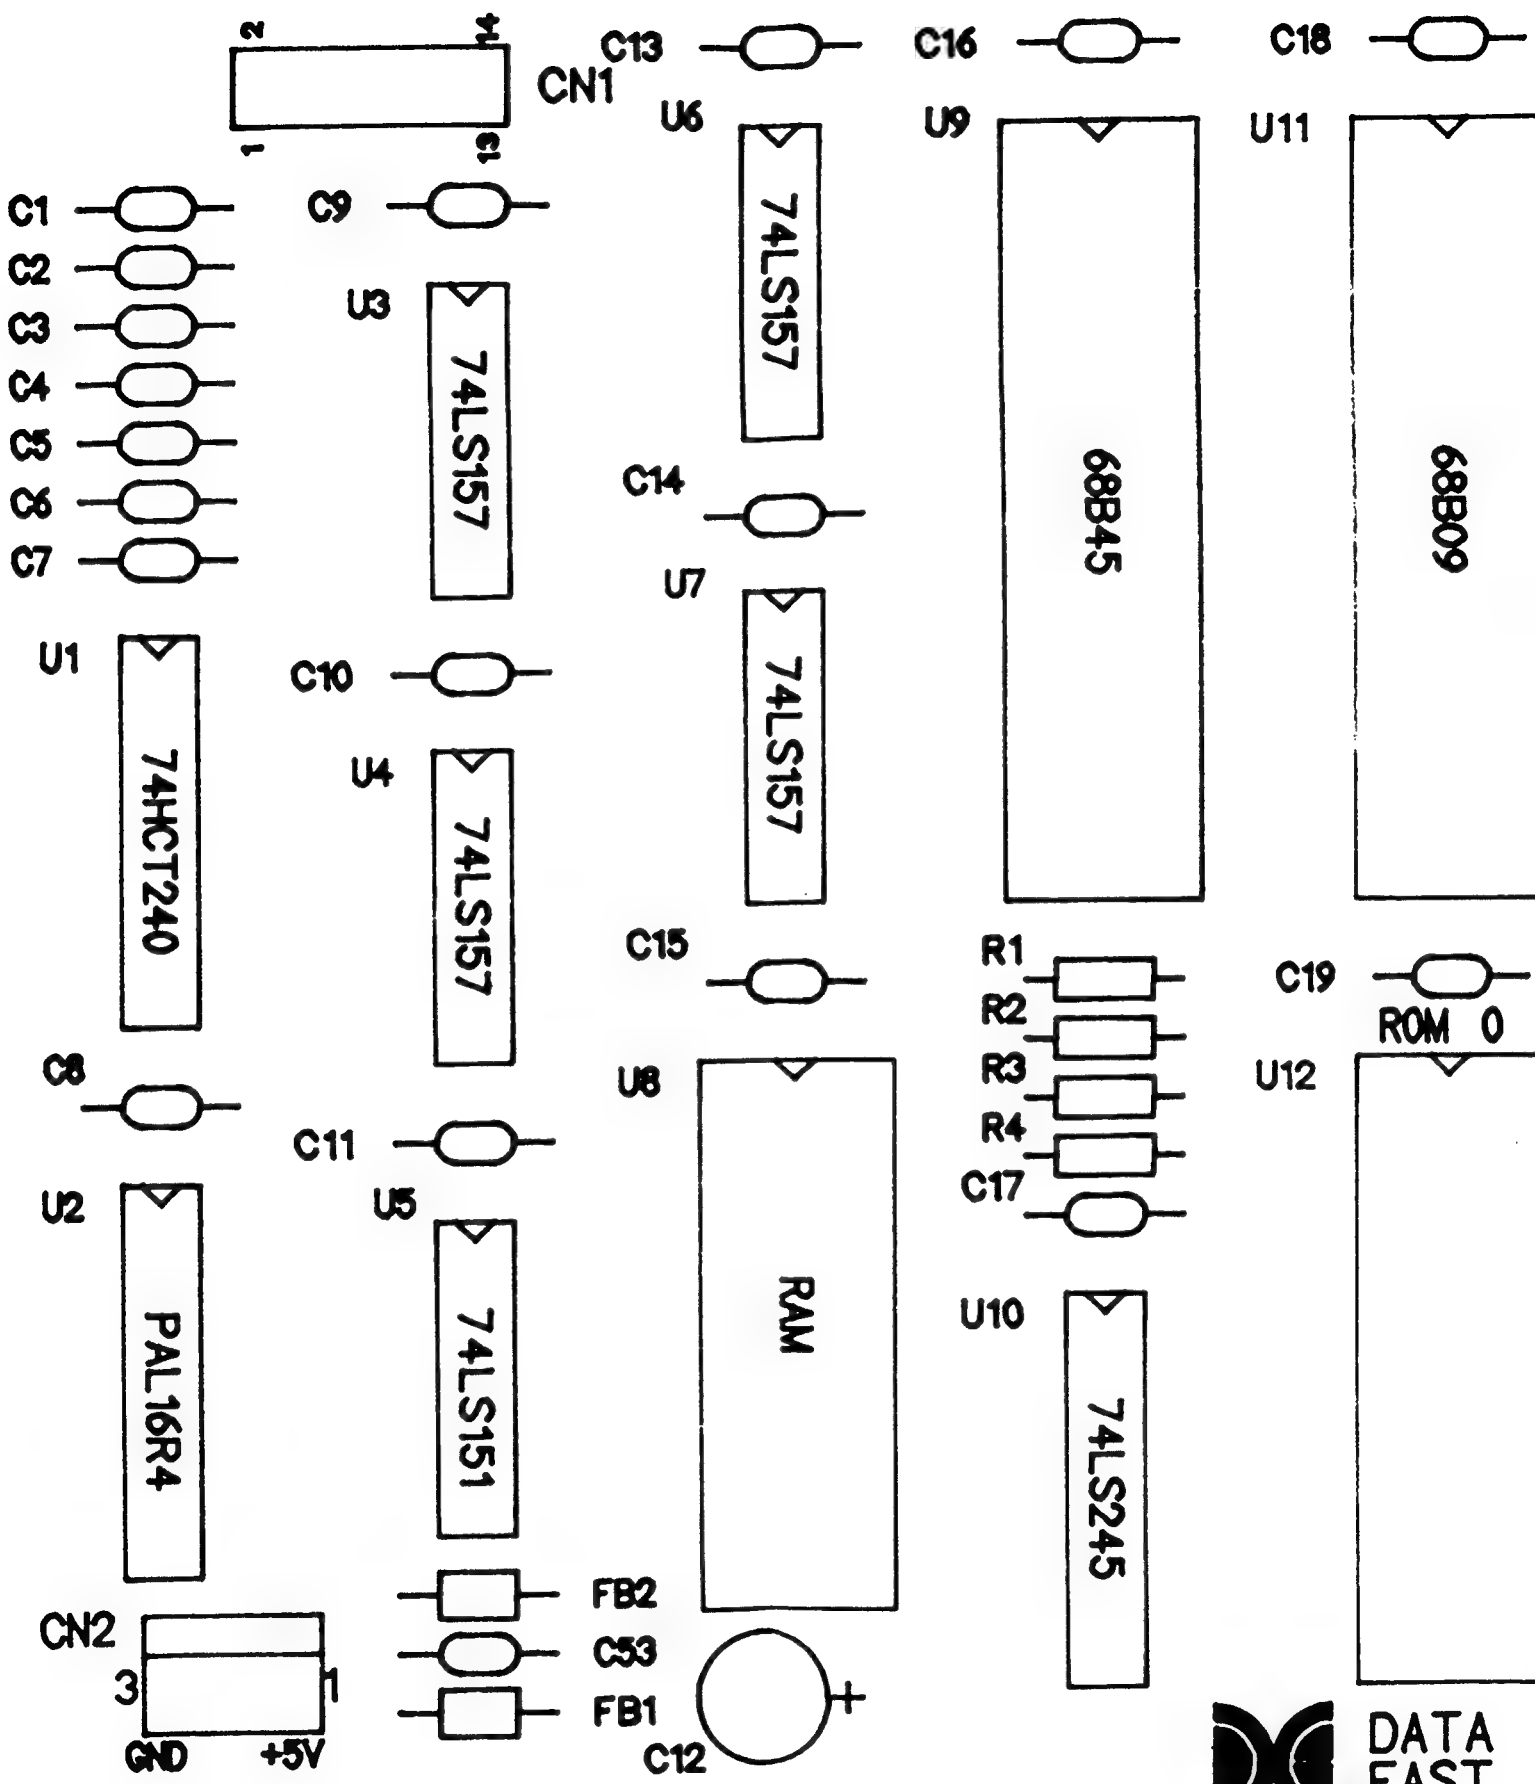 2
14
CN1
1
13
C13
C16
C18
U6
U9
U11
C1
C2
C3
C4
C5
C6
C7
C9
U3
74LS157
74LS157
68B45
68B09
C14
U7
74LS157
U1
74HCT240
C10
U4
74LS157
C15
R1
R2
R3
R4
C17
C19
ROM 0
U12
C8
U2
PAL16R4
C11
U5
74LS151
U8
RAM
U10
74LS245
CN2
3
1
GND
+5V
FB2
C53
FB1
C12
+
DATA
EAST